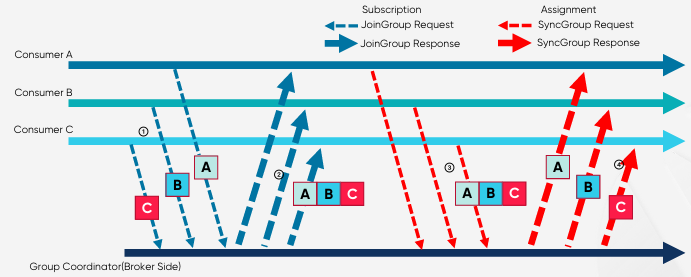 Subscription
Assignment
JoinGroup Request
SyncGroup Request
JoinGroup Response
SyncGroup Response
Consumer A
Consumer B
Consumer C
1
2
3
4
A
B
C
A B C
A B C
A
B
C
Group Coordinator(Broker Side)